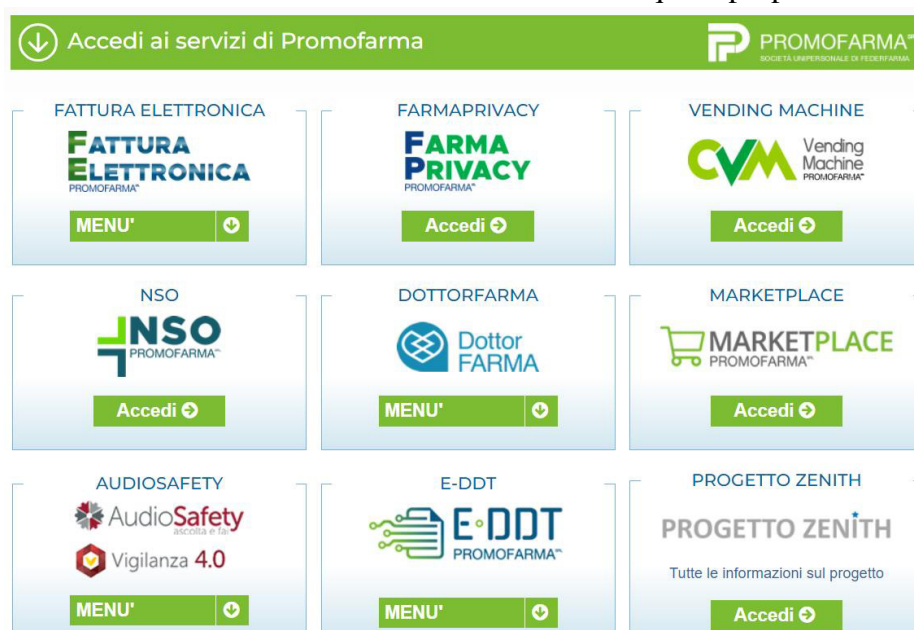 Accedi ai servizi di Promofarma
PROMOFARMA
SOCIETÀ UNIPERSONALE DI FEDERFARMA
FATTURA ELETTRONICA
FATTURA
ELETTRONICA
PROMOFARMA
MENU'
FARMAPRIVACY
FARMA
PRIVACY
PROMOFARMA
Accedi
VENDING MACHINE
CVM
Vending
Machine
PROMOFARMA
Accedi
NSO
NSO
PROMOFARMA
Accedi
DOTTORFARMA
Dottor
FARMA
MENU'
MARKETPLACE
MARKETPLACE
PROMOFARMA
Accedi
AUDIOSAFETY
AudioSafety
ascolta e fai
Vigilanza 4.0
MENU'
E-DDT
E-DDT
PROMOFARMA
MENU'
PROGETTO ZENITH
PROGETTO ZENITH
Tutte le informazioni sul progetto
Accedi